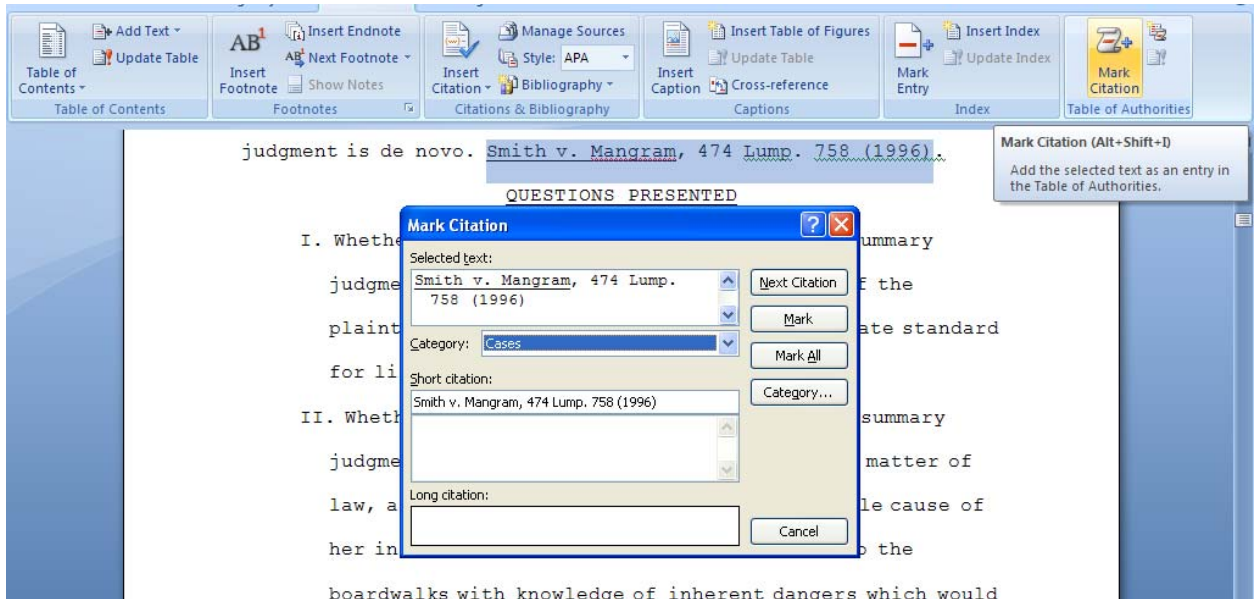 Add Text
Insert Endnote
Manage Sources
Insert Table of Figures
Insert Index
AB1
Update Table
AB Next Footnote
Style: APA
Update Table
Update Index
Table of Contents
Insert Footnote
Show Notes
Insert Citation
Bibliography
Insert Caption
Cross-reference
Mark Entry
Mark Citation
Table of Contents
Footnotes
Citations & Bibliography
Captions
Index
Table of Authorities
Mark Citation (Alt+Shift+I)
Add the selected text as an entry in
the Table of Authorities.
judgment is de novo. Smith v. Mangram, 474 Lump. 758 (1996).
QUESTIONS PRESENTED
I. Whethe
ummary
judgme
f the
plaint
ate standard
for li
II. Wheth
summary
judgme
matter of
law, a
le cause of
her in
o the
boardwalks with knowledge of inherent dangers which would
Mark Citation
Selected text:
Smith v. Mangram, 474 Lump.
758 (1996)
Next Citation
Mark
Category: Cases
Mark All
Short citation:
Category...
Smith v. Mangram, 474 Lump. 758 (1996)
Long citation:
Cancel